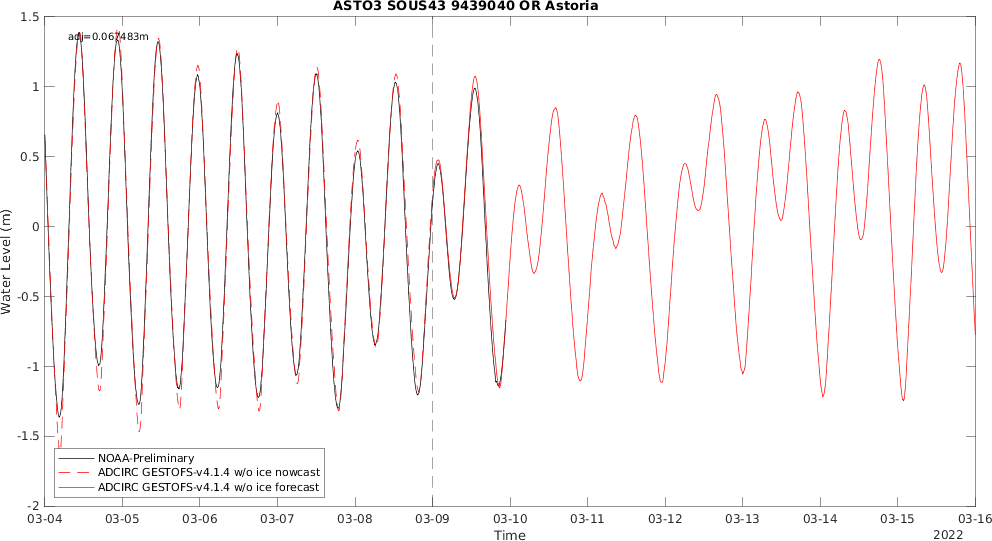 ASTO3 SOUS43 9439040 OR Astoria
adj=0.067483m
1.5
1
0.5
0
-0.5
-1
-1.5
-2
Water Level (m)
NOAA-Preliminary
ADCIRC GESTOFS-v4.1.4 w/o ice nowcast
ADCIRC GESTOFS-v4.1.4 w/o ice forecast
03-04 03-05 03-06 03-07 03-08 03-09 03-10 03-11 03-12 03-13 03-14 03-15 03-16
Time
2022